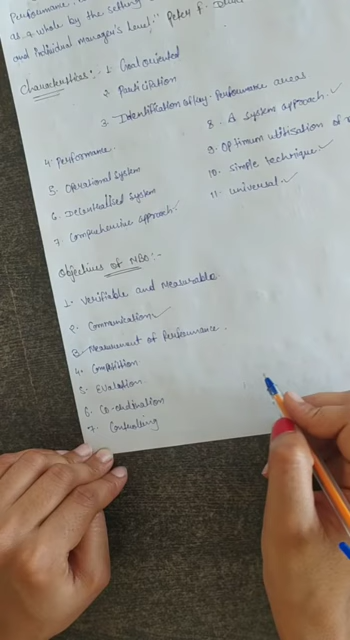 Performance.
as a whole by the setting
and individual manager's level." Peter F.
Characteristics:- 1. Goal oriented
2. Participation
3. Identification of key performance areas
4. Performance.
5. Operational system
6. Decentralised system
7. Comprehensive approach
8. A system approach.
9. Optimum utilisation of
10. Simple technique
11. Universal.
Objectives of MBO:-
1. Verifiable and Measurable.
2. Communication
3. Measurement of Performance.
4. Competition
5. Evaluation.
6. Co-ordination
7. Controlling